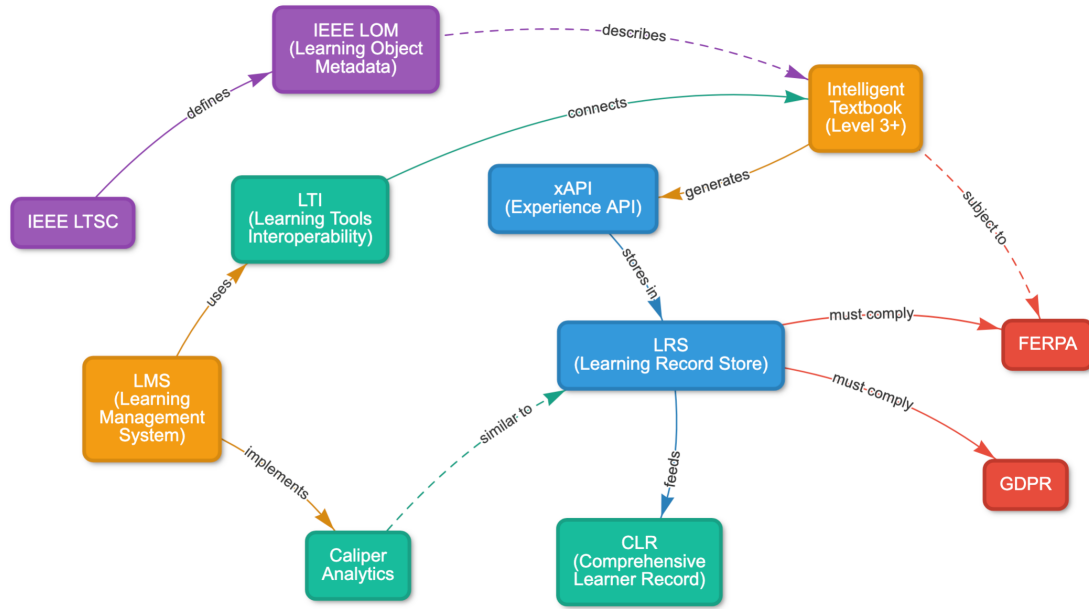 IEEE LOM
(Learning Object
Metadata)
describes
Intelligent
Textbook
(Level 3+)
defines
connects
IEEE LTSC
LTI
(Learning Tools
Interoperability)
xAPI
(Experience API)
generates
subject to
uses
stores in
LMS
(Learning
Management
System)
LRS
(Learning Record Store)
must comply
FERPA
must comply
similar to
implements
feeds
GDPR
Caliper
Analytics
CLR
(Comprehensive
Learner Record)